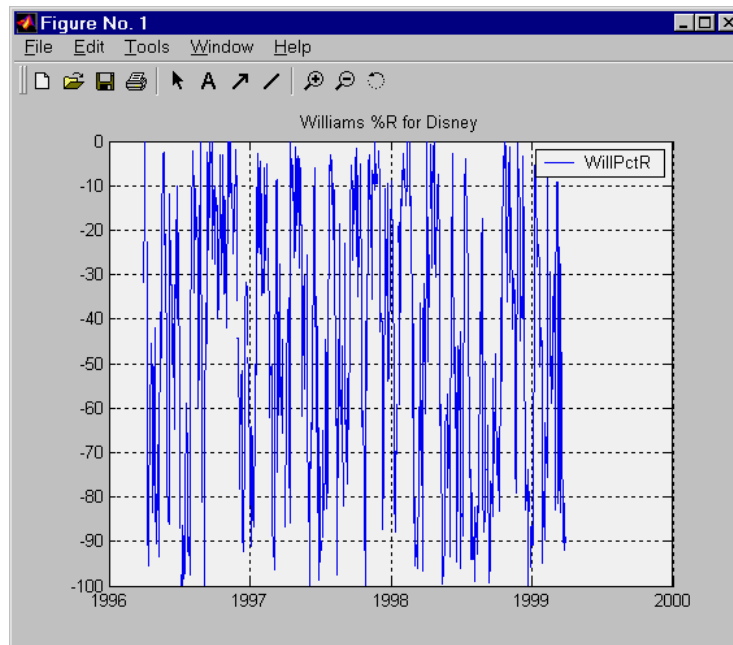 Figure No. 1
File Edit Tools Window Help
A
Williams %R for Disney
WillPctR
0
-10
-20
-30
-40
-50
-60
-70
-80
-90
-100
1996 1997 1998 1999 2000